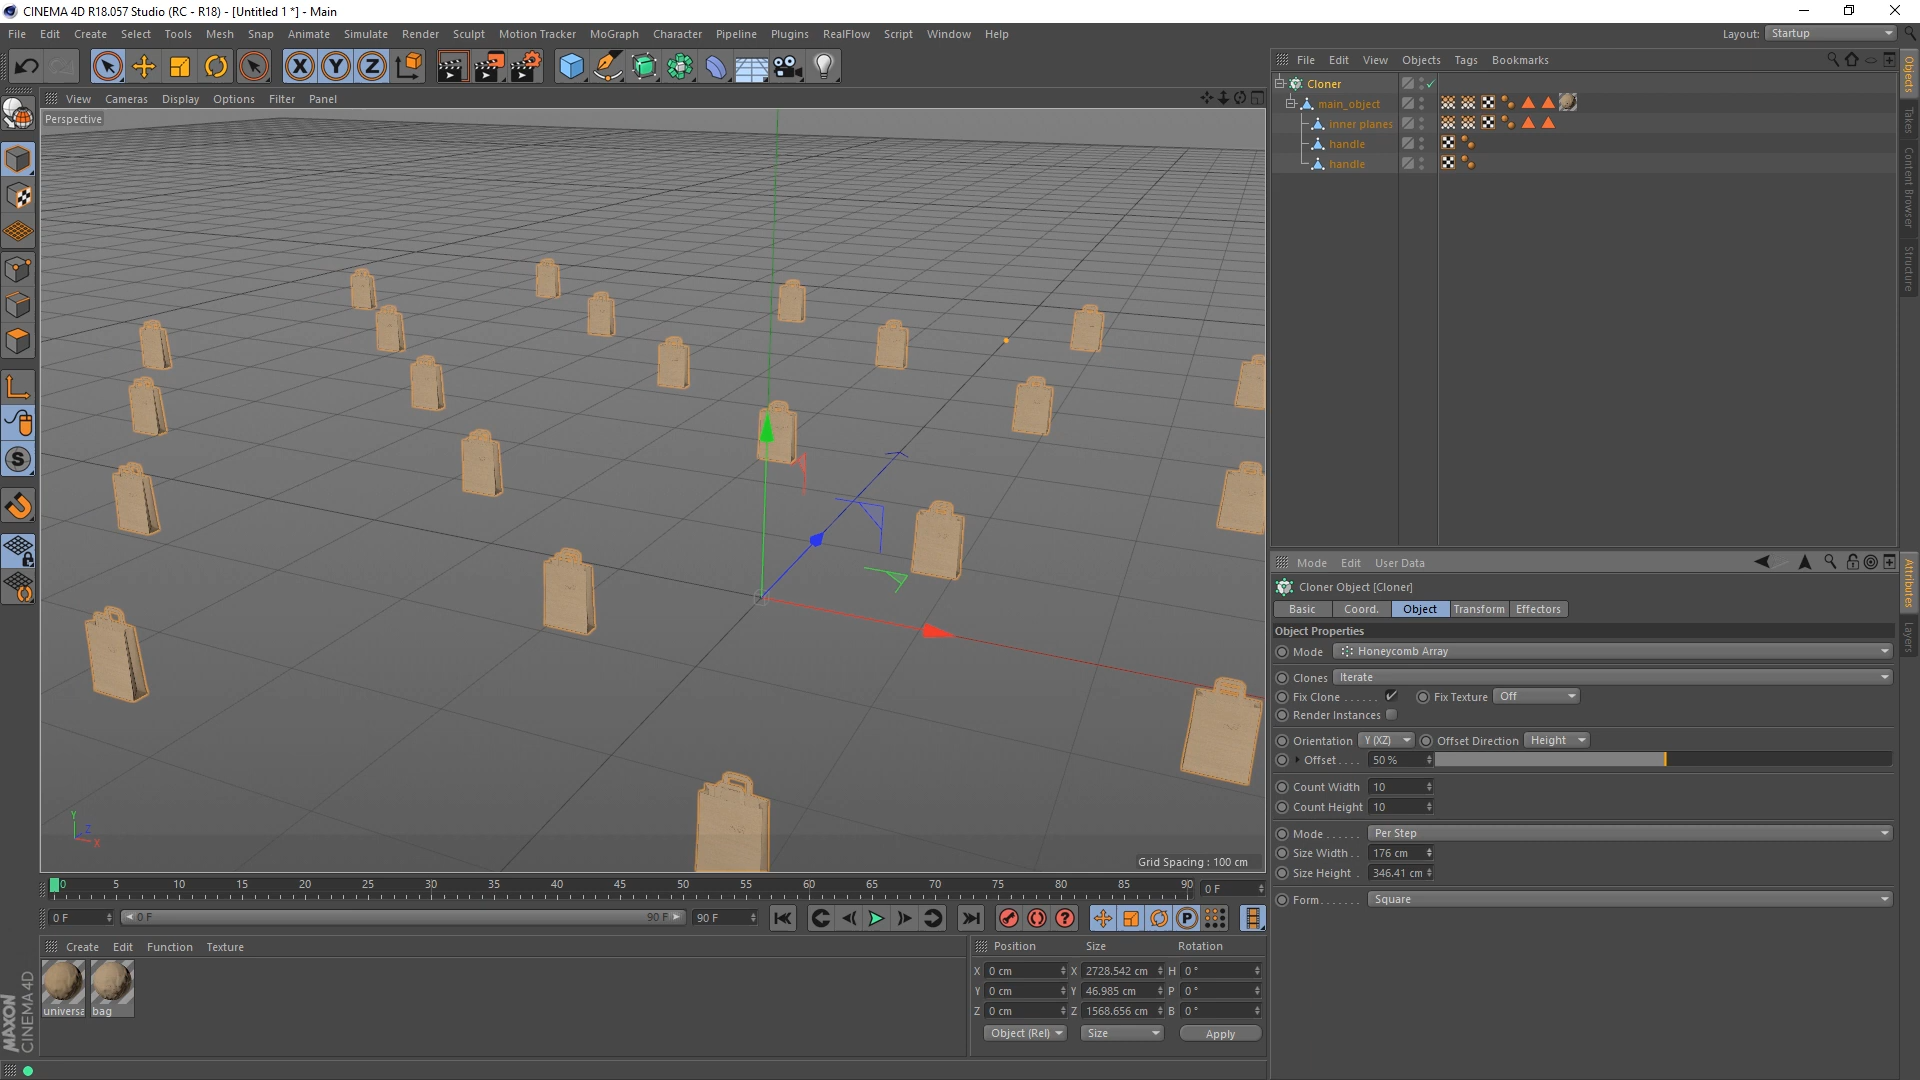 CINEMA 4D R18.057 Studio (RC - R18) - [Untitled 1 *] - Main
File Edit Create Select Tools Mesh Snap Animate Simulate Render Sculpt Motion Tracker MoGraph Character Pipeline Plugins RealFlow Script Window Help
Layout: Startup
View Cameras Display Options Filter Panel
Perspective
Y
Z
X
Grid Spacing : 100 cm
0 5 10 15 20 25 30 35 40 45 50 55 60 65 70 75 80 85 90
0 F
0 F
0 F
90 F
90 F
Create Edit Function Texture
universa
bag
MAXON
CINEMA 4D
Position Size Rotation
X 0 cm X 2728.542 cm H 0 °
Y 0 cm Y 46.985 cm P 0 °
Z 0 cm Z 1568.656 cm B 0 °
Object (Rel) Size Apply
File Edit View Objects Tags Bookmarks
Cloner
main_object
inner planes
handle
handle
Objects
Takes
Content Browser
Structure
Mode Edit User Data
Cloner Object [Cloner]
Basic Coord. Object Transform Effectors
Object Properties
Mode Honeycomb Array
Clones Iterate
Fix Clone . . . . . . Fix Texture Off
Render Instances
Orientation Y (XZ) Offset Direction Height
Offset . . . . 50 %
Count Width 10
Count Height 10
Mode . . . . . . Per Step
Size Width . . 176 cm
Size Height . 346.41 cm
Form . . . . . . . Square
Attributes
Layers